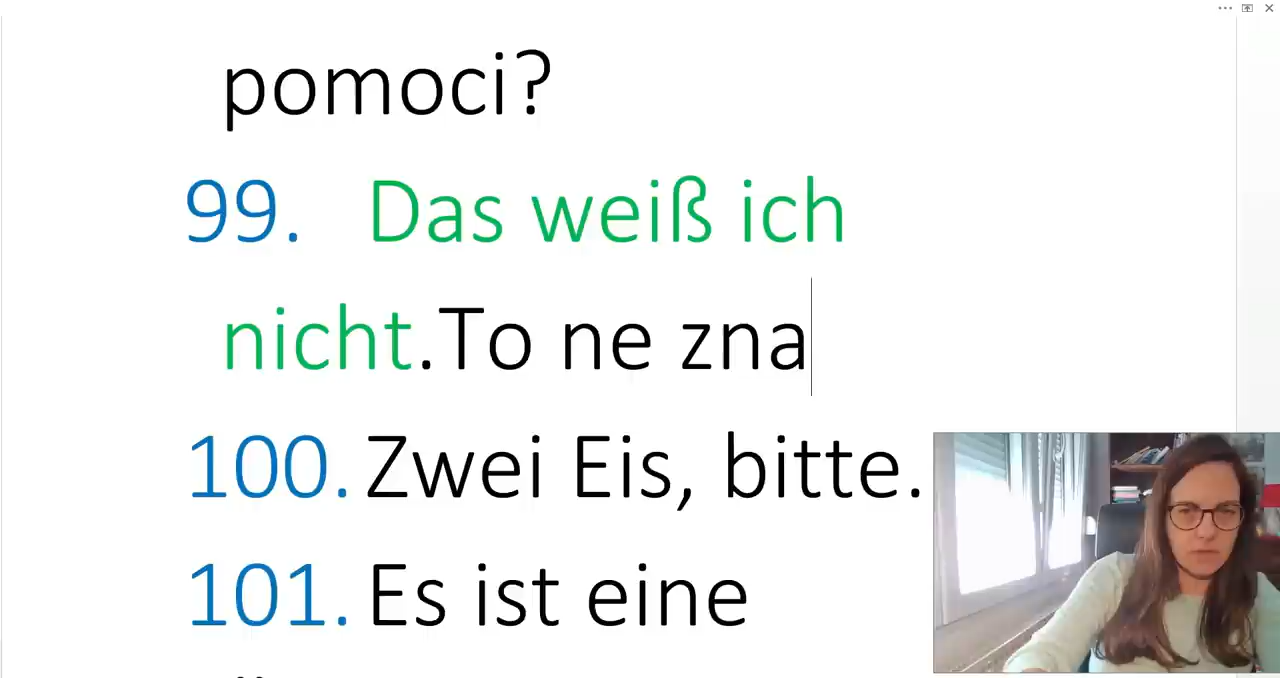 pomoci?
99. Das weiß ich
nicht.To ne zna
100. Zwei Eis, bitte.
101. Es ist eine